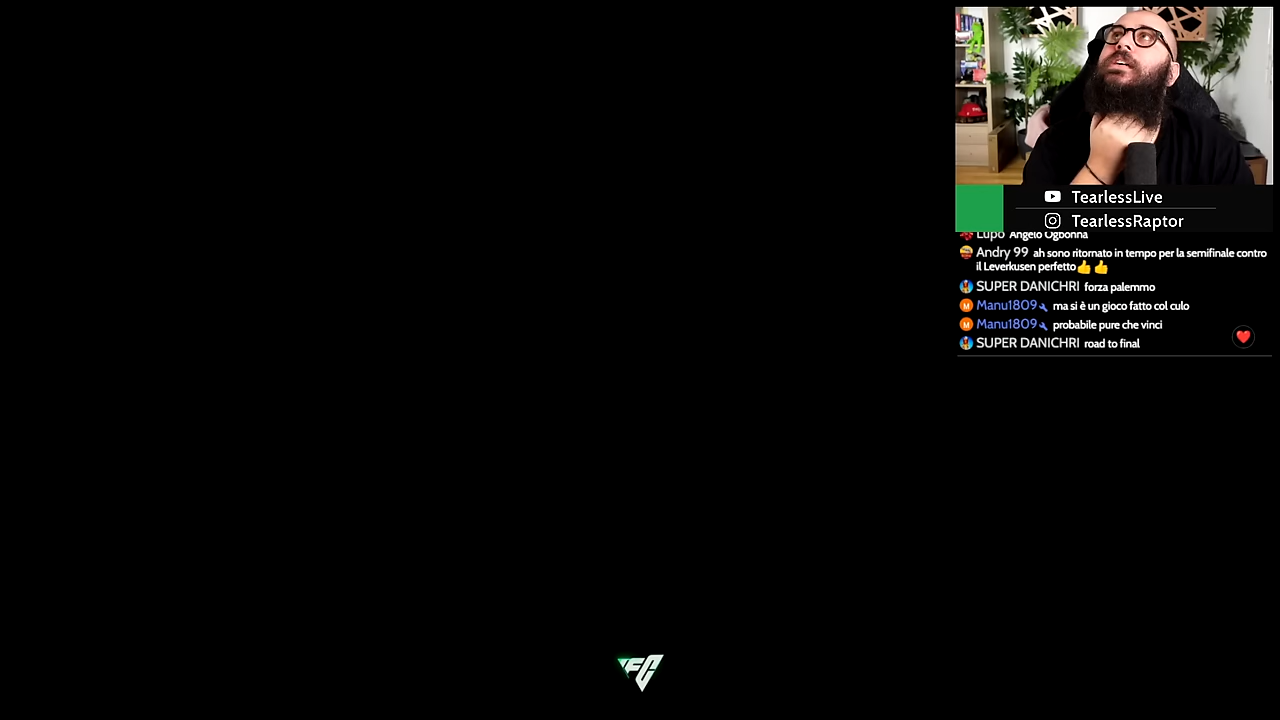 TearlessLive
TearlessRaptor
Lupo Angelo Ogbonna
Andry 99 ah sono ritornato in tempo per la semifinale contro
il Leverkusen perfetto👍👍
SUPER DANICHRI forza palemmo
M Manu1809 ma si è un gioco fatto col culo
M Manu1809 probabile pure che vinci
SUPER DANICHRI road to final
FC